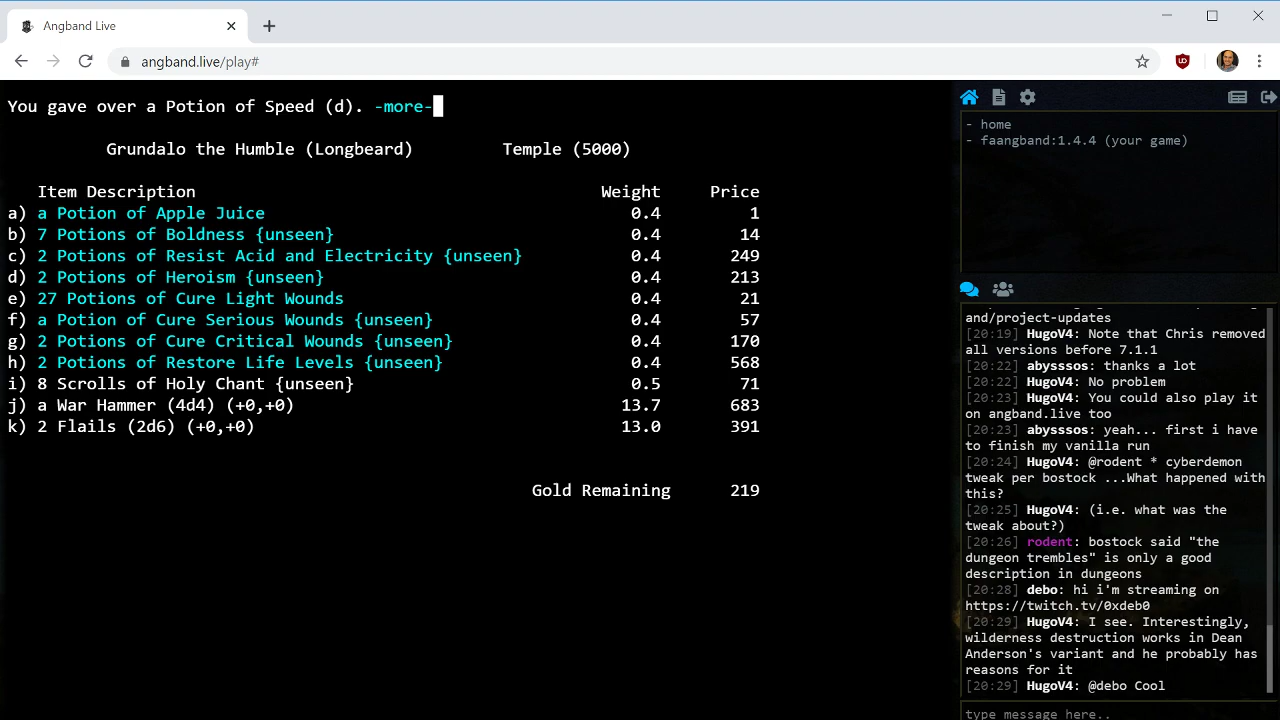 Angband Live
angband.live/play#
You gave over a Potion of Speed (d). -more-
Grundalo the Humble (Longbeard) Temple (5000)
Item Description Weight Price
a) a Potion of Apple Juice 0.4 1
b) 7 Potions of Boldness {unseen} 0.4 14
c) 2 Potions of Resist Acid and Electricity {unseen} 0.4 249
d) 2 Potions of Heroism {unseen} 0.4 213
e) 27 Potions of Cure Light Wounds 0.4 21
f) a Potion of Cure Serious Wounds {unseen} 0.4 57
g) 2 Potions of Cure Critical Wounds {unseen} 0.4 170
h) 2 Potions of Restore Life Levels {unseen} 0.4 568
i) 8 Scrolls of Holy Chant {unseen} 0.5 71
j) a War Hammer (4d4) (+0,+0) 13.7 683
k) 2 Flails (2d6) (+0,+0) 13.0 391
Gold Remaining 219
- home
- faangband:1.4.4 (your game)
and/project-updates
[20:19] HugoV4: Note that Chris removed
all versions before 7.1.1
[20:22] abysssos: thanks a lot
[20:22] HugoV4: No problem
[20:23] HugoV4: You could also play it
on angband.live too
[20:23] abysssos: yeah... first i have
to finish my vanilla run
[20:24] HugoV4: @rodent * cyberdemon
tweak per bostock ...What happened with
this?
[20:25] HugoV4: (i.e. what was the
tweak about?)
[20:26] rodent: bostock said "the
dungeon trembles" is only a good
description in dungeons
[20:28] debo: hi i'm streaming on
https://twitch.tv/0xdeb0
[20:29] HugoV4: I see. Interestingly,
wilderness destruction works in Dean
Anderson's variant and he probably has
reasons for it
[20:29] HugoV4: @debo Cool
type message here..